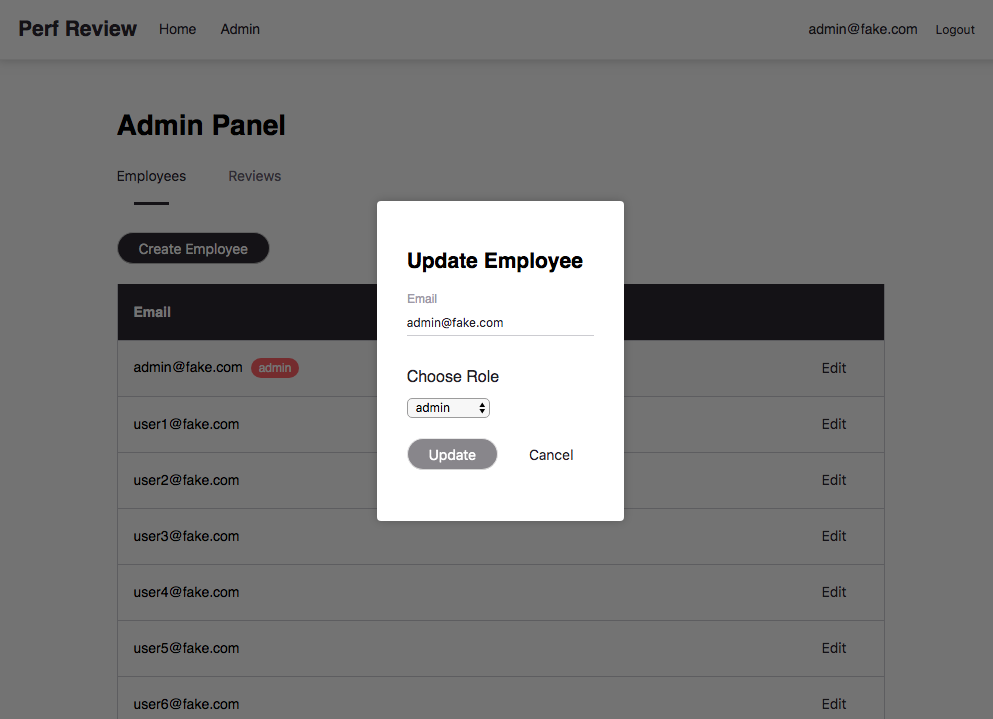 Perf Review Home Admin admin@fake.com Logout
Admin Panel
Employees Reviews
Create Employee
Email
admin@fake.com admin Edit
user1@fake.com Edit
user2@fake.com Edit
user3@fake.com Edit
user4@fake.com Edit
user5@fake.com Edit
user6@fake.com Edit
Update Employee
Email
admin@fake.com
Choose Role
admin
Update Cancel